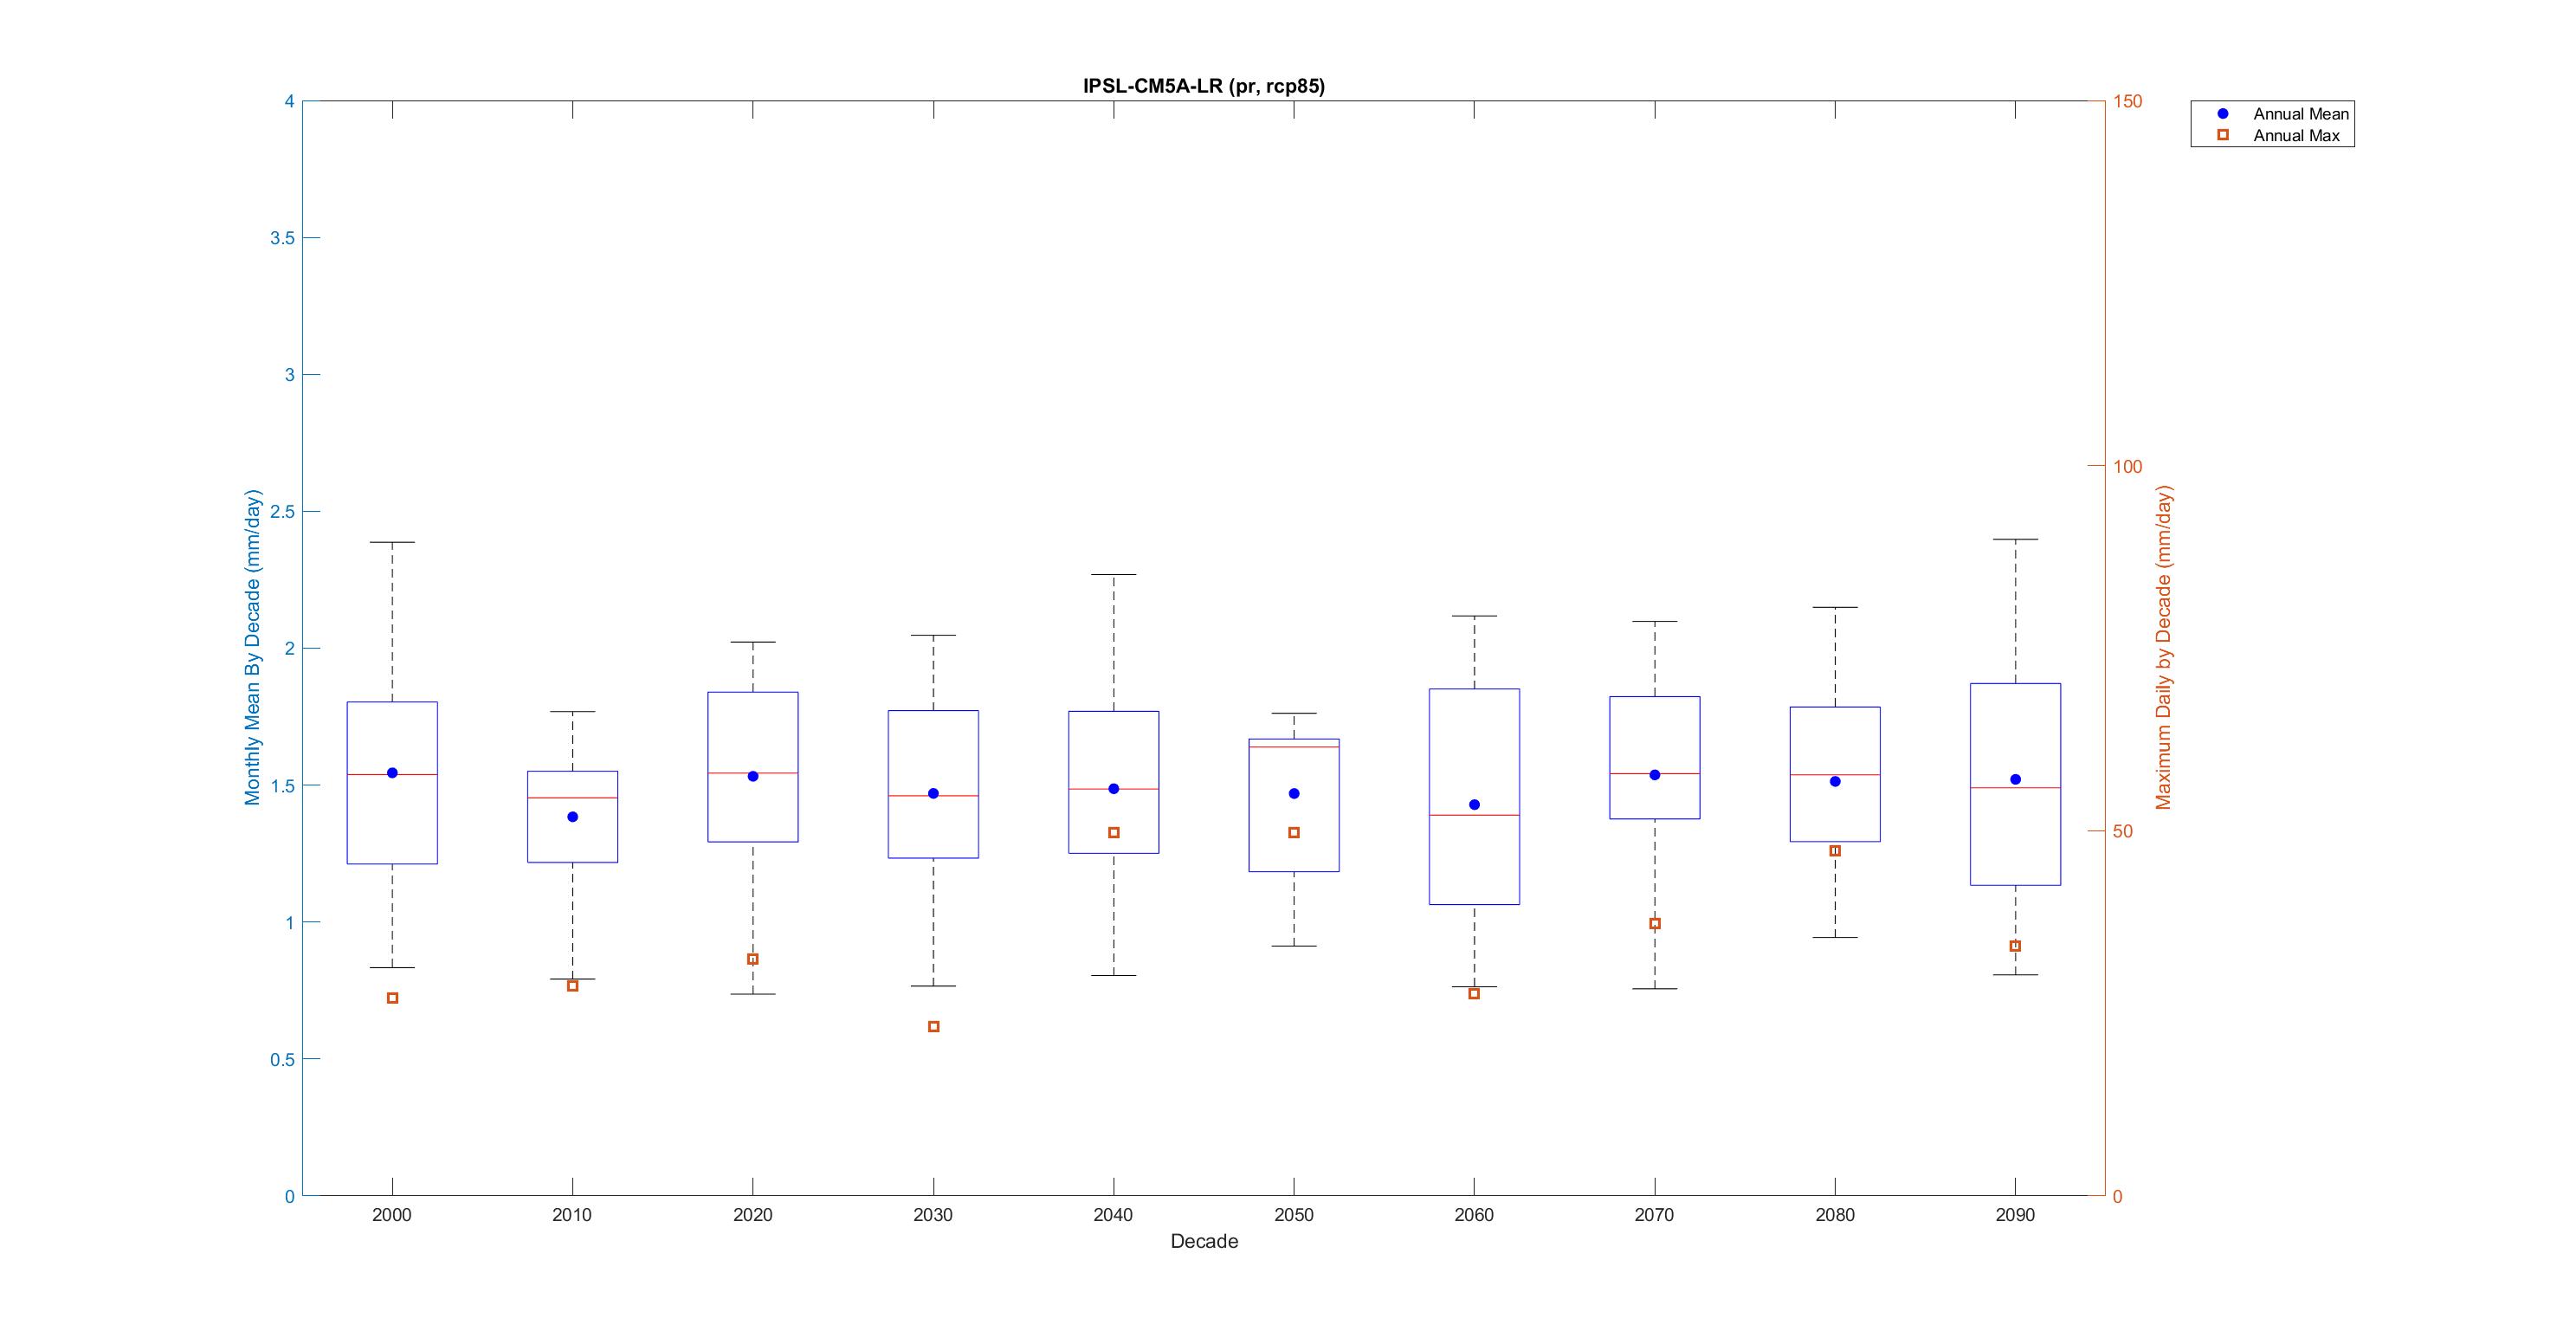 IPSL-CM5A-LR (pr, rcp85)
Annual Mean
Annual Max
Monthly Mean By Decade (mm/day)
4
3.5
3
2.5
2
1.5
1
0.5
0
150
100
50
0
Maximum Daily by Decade (mm/day)
2000 2010 2020 2030 2040 2050 2060 2070 2080 2090
Decade